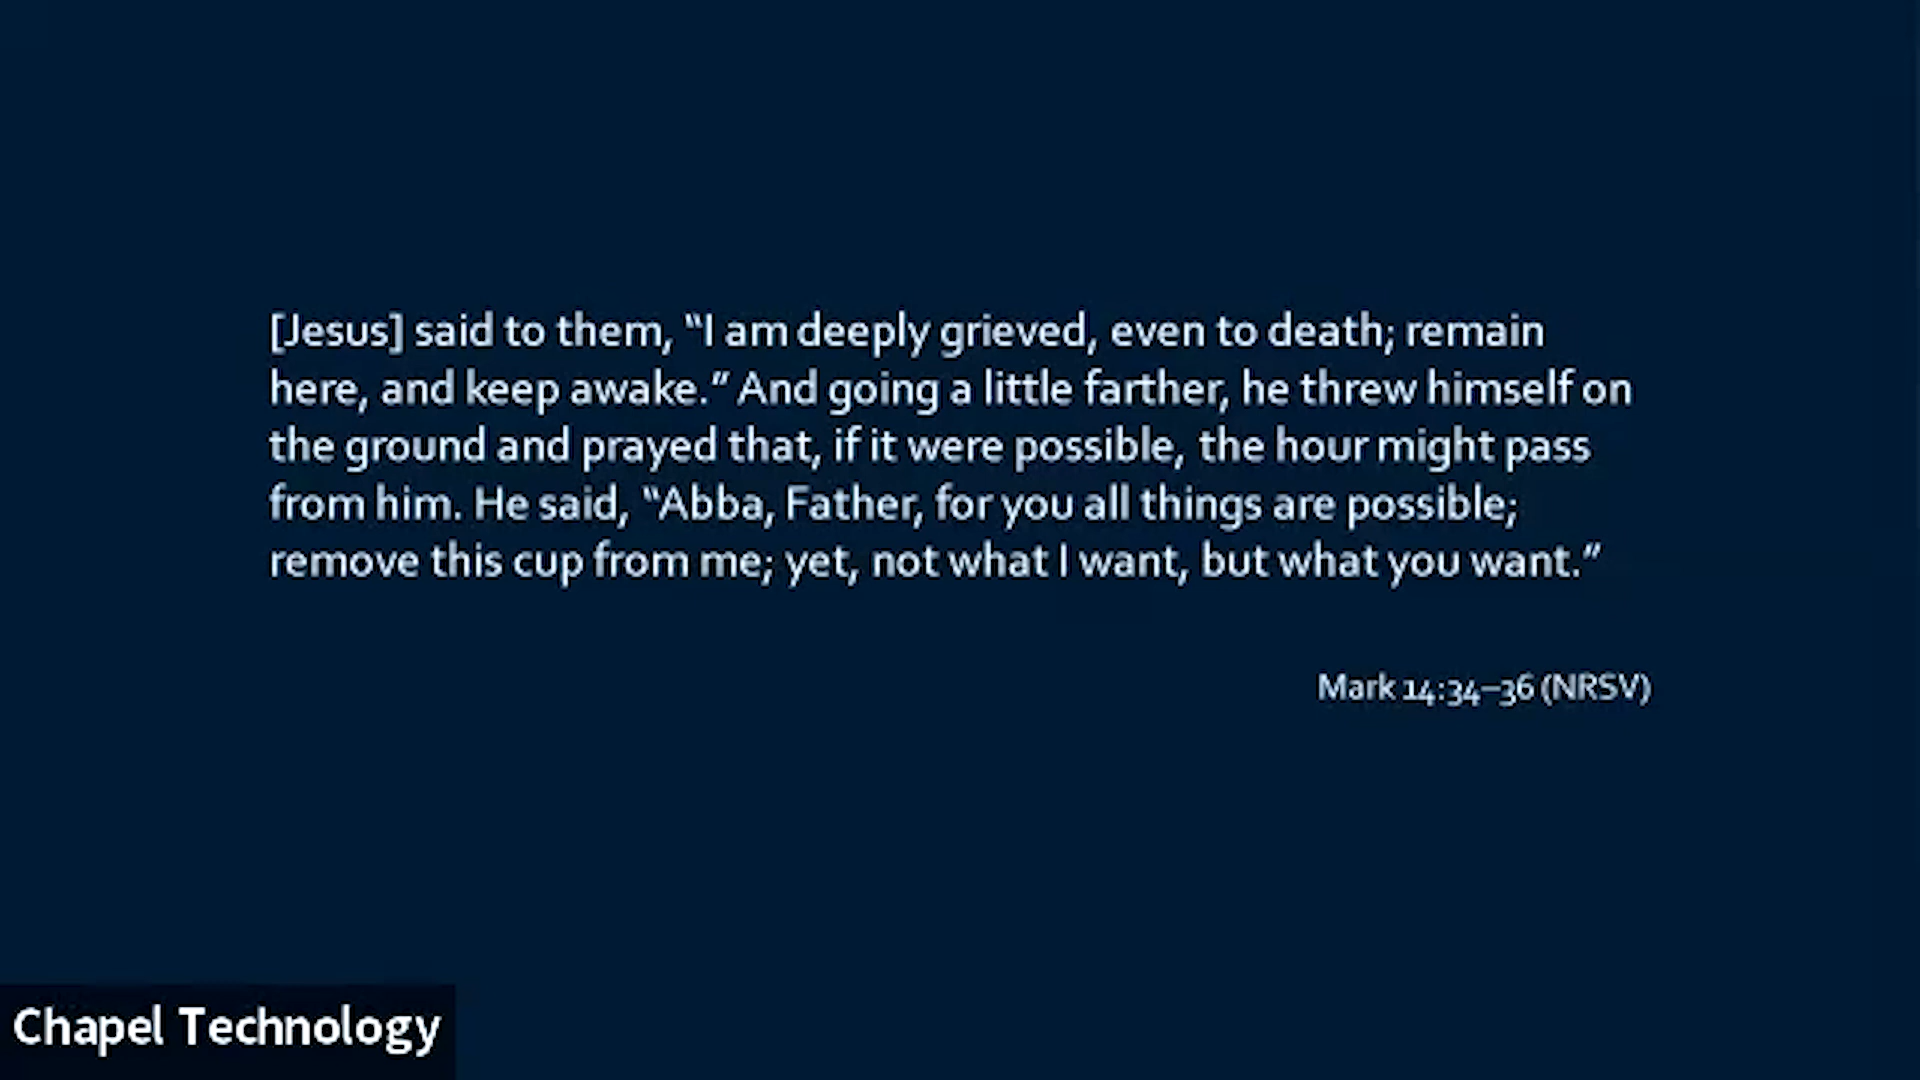 [Jesus] said to them, “I am deeply grieved, even to death; remain
here, and keep awake.” And going a little farther, he threw himself on
the ground and prayed that, if it were possible, the hour might pass
from him. He said, “Abba, Father, for you all things are possible;
remove this cup from me; yet, not what I want, but what you want.”
Mark 14:34–36 (NRSV)
Chapel Technology